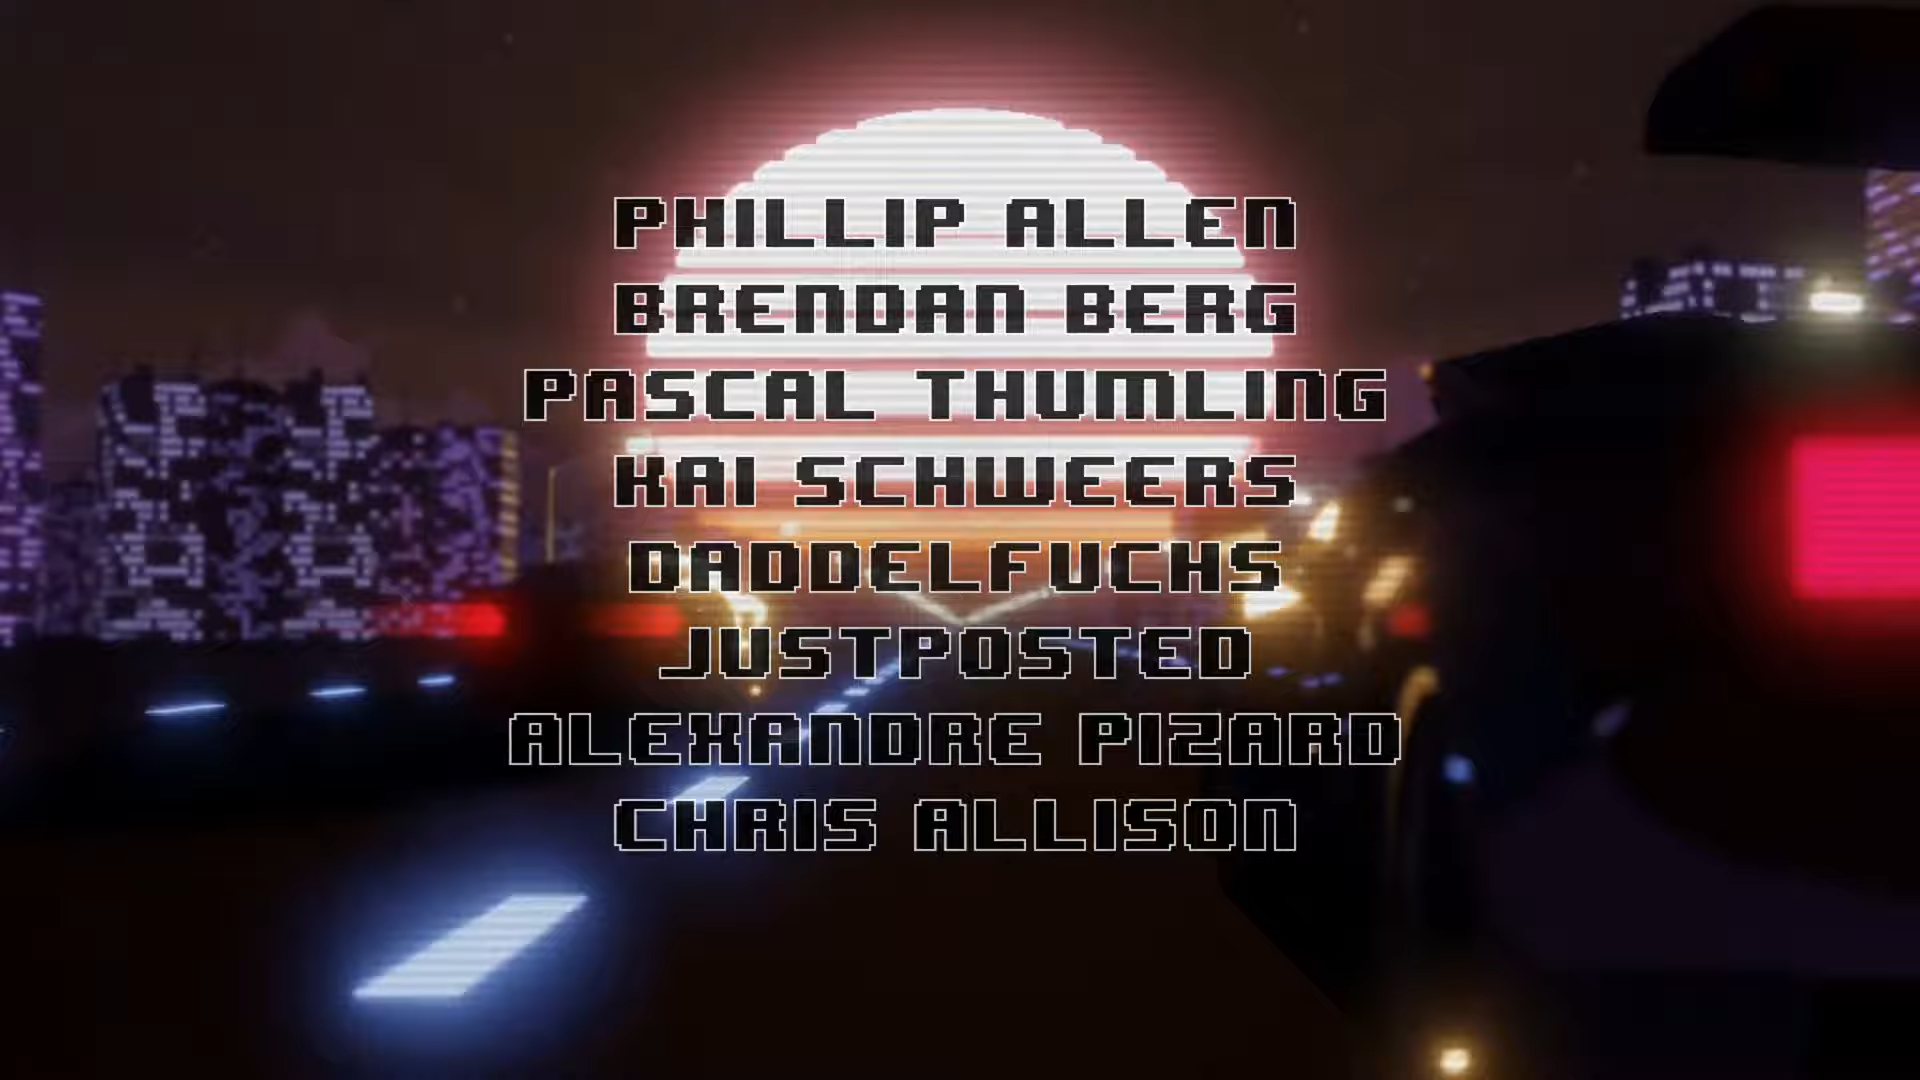 PHILLIP ALLEN
BRENDAN BERG
PASCAL THUMLING
KAI SCHWEERS
DADDELFUCHS
JUSTPOSTED
ALEXANDRE PIZARD
CHRIS ALLISON